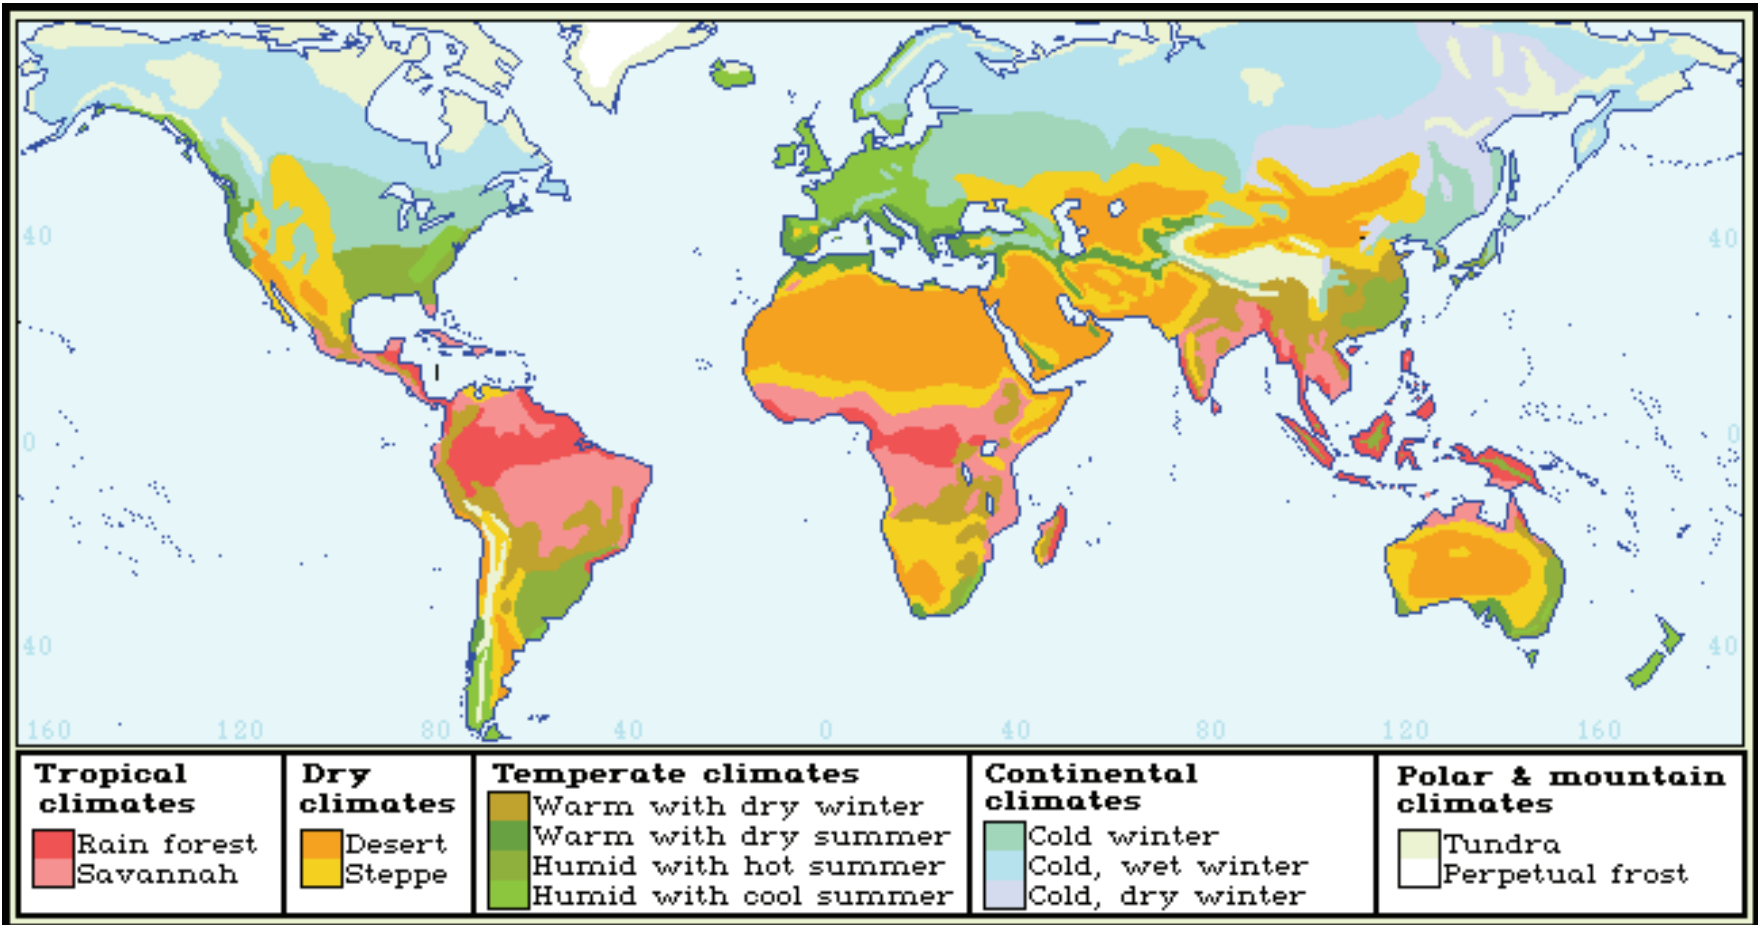 40
40
0
0
40
40
160
120
80
40
0
40
80
120
160
Tropical
climates
Rain forest
Savannah
Dry
climates
Desert
Steppe
Temperate climates
Warm with dry winter
Warm with dry summer
Humid with hot summer
Humid with cool summer
Continental
climates
Cold winter
Cold, wet winter
Cold, dry winter
Polar & mountain
climates
Tundra
Perpetual frost